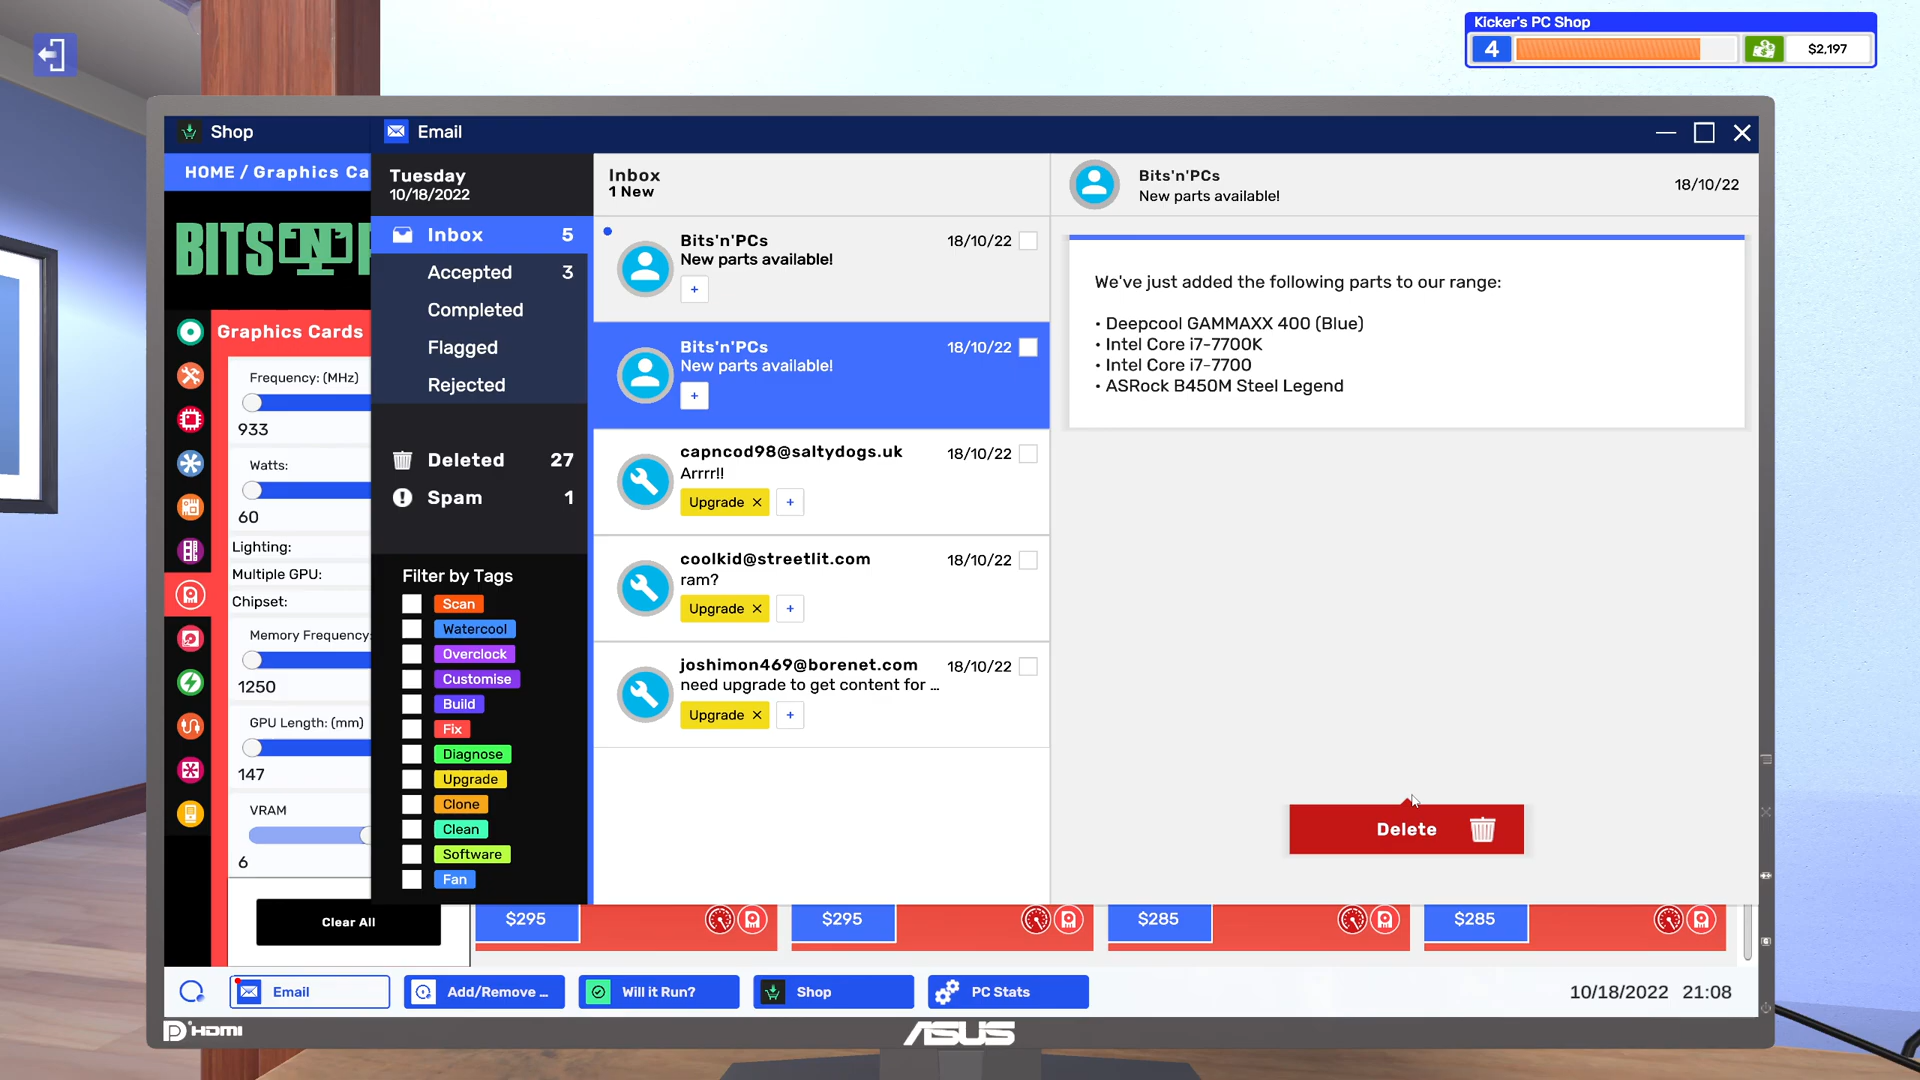 Kicker's PC Shop
4
$2,197
Shop
Email
HOME / Graphics Ca
BITS
Tuesday
10/18/2022
Inbox 5
Accepted 3
Completed
Flagged
Rejected
Deleted 27
Spam 1
Filter by Tags
Scan
Watercool
Overclock
Customise
Build
Fix
Diagnose
Upgrade
Clone
Clean
Software
Fan
Graphics Cards
Frequency: (MHz)
933
Watts:
60
Lighting:
Multiple GPU:
Chipset:
Memory Frequency:
1250
GPU Length: (mm)
147
VRAM
6
Clear All
Inbox
1 New
Bits'n'PCs 18/10/22
New parts available!
+
Bits'n'PCs 18/10/22
New parts available!
+
capncod98@saltydogs.uk 18/10/22
Arrrr!!
Upgrade × +
coolkid@streetlit.com 18/10/22
ram?
Upgrade × +
joshimon469@borenet.com 18/10/22
need upgrade to get content for ...
Upgrade × +
Bits'n'PCs
New parts available!
18/10/22
We've just added the following parts to our range:
• Deepcool GAMMAXX 400 (Blue)
• Intel Core i7-7700K
• Intel Core i7-7700
• ASRock B450M Steel Legend
Delete
$295
$295
$285
$285
Email
Add/Remove ...
Will it Run?
Shop
PC Stats
10/18/2022 21:08
DP HDMI
ASUS